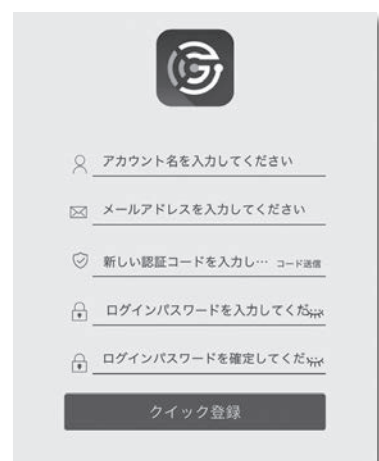 アカウント名を入力してください
メールアドレスを入力してください
新しい認証コードを入力し… コード送信
ログインパスワードを入力してくだ
ログインパスワードを確定してくだ
クイック登録